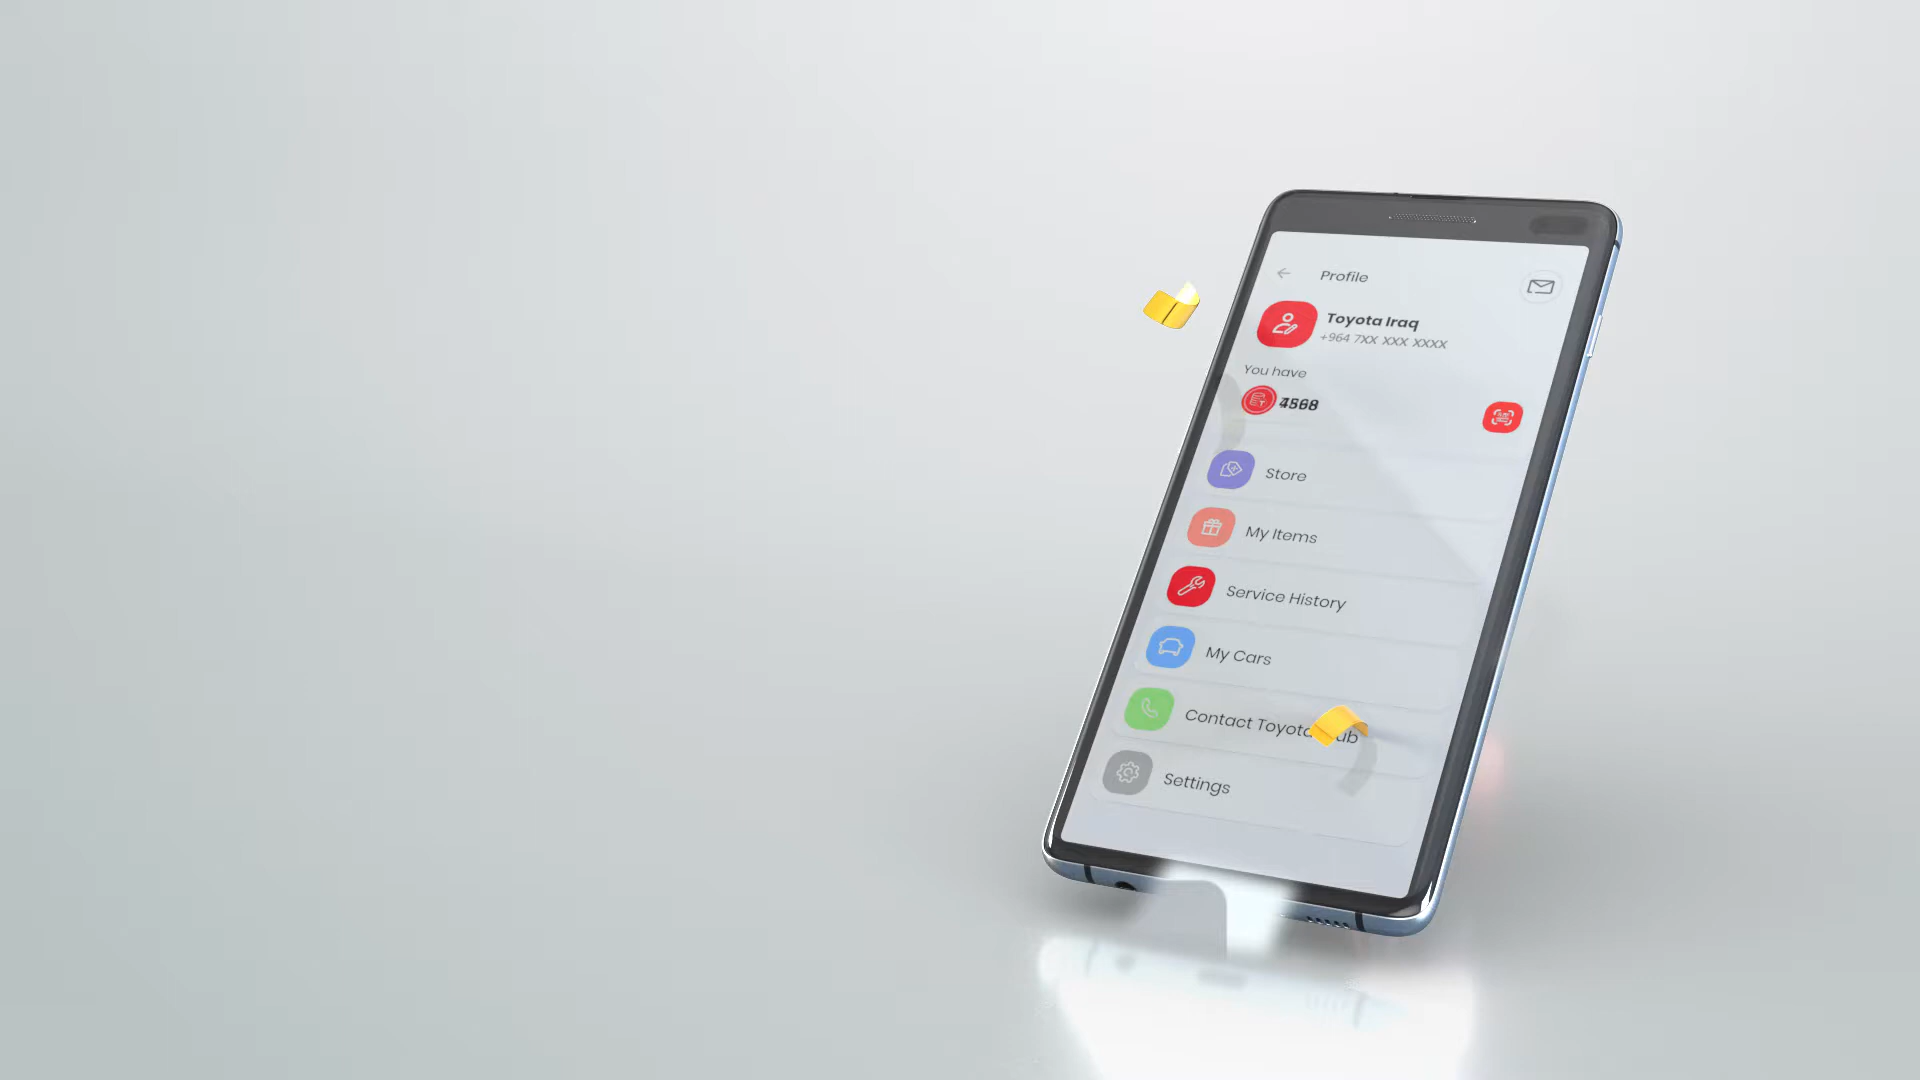 Profile
Toyota Iraq
+964 7XX XXX XXXX
You have
Store
My Items
Service History
My Cars
Contact Toyota
Settings